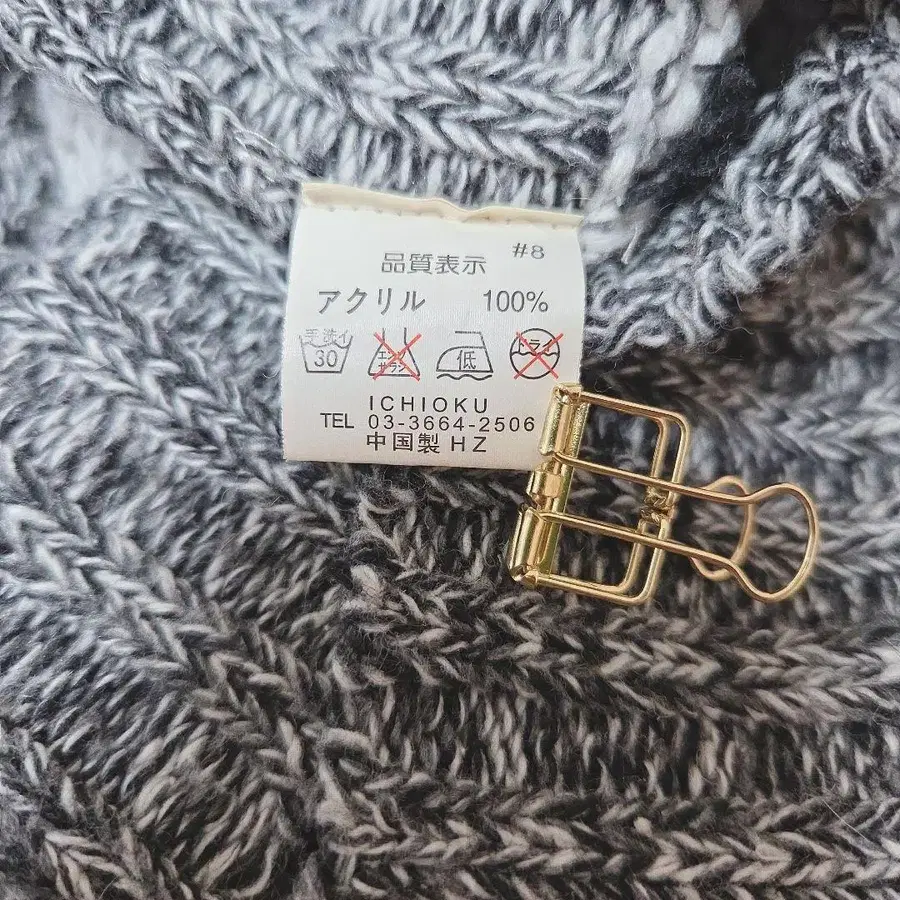 品質表示 #8
アクリル 100%
手洗イ 30 エンソ サラシ 低 ドライ
ICHIOKU
TEL 03-3664-2506
中国製 HZ